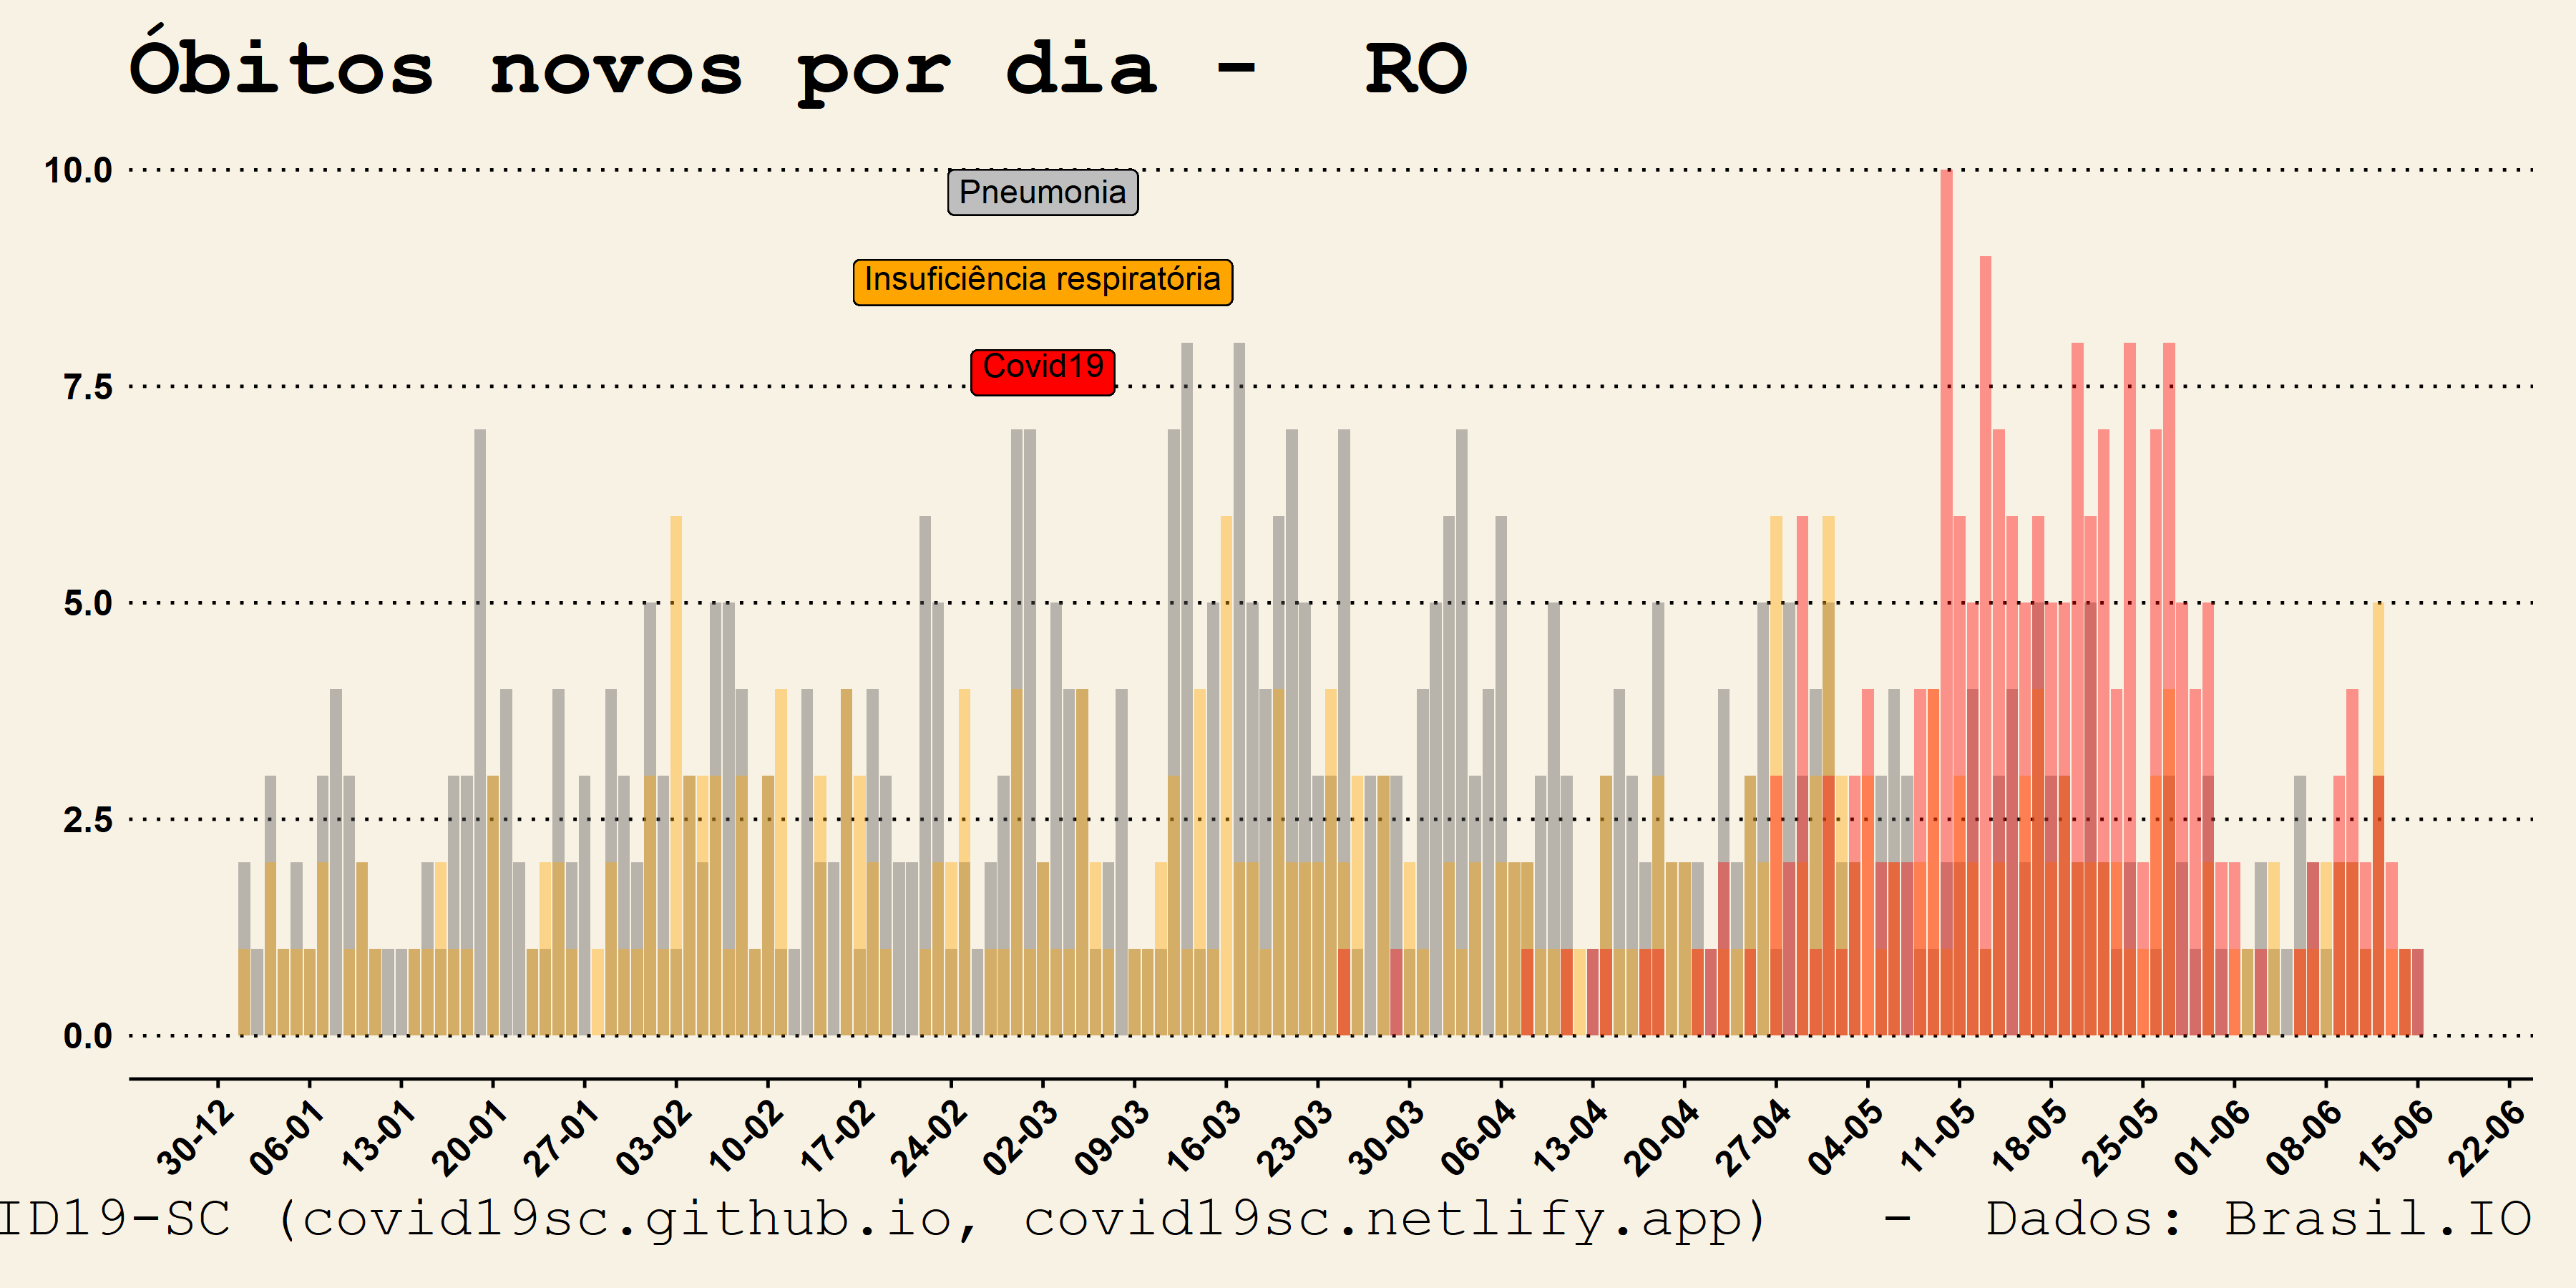 Óbitos novos por dia - RO
10.0
Pneumonia
Insuficiência respiratória
Covid19
7.5
5.0
2.5
0.0
30-12 06-01 13-01 20-01 27-01 03-02 10-02 17-02 24-02 02-03 09-03 16-03 23-03 30-03 06-04 13-04 20-04 27-04 04-05 11-05 18-05 25-05 01-06 08-06 15-06 22-06
ID19-SC (covid19sc.github.io, covid19sc.netlify.app) - Dados: Brasil.IO